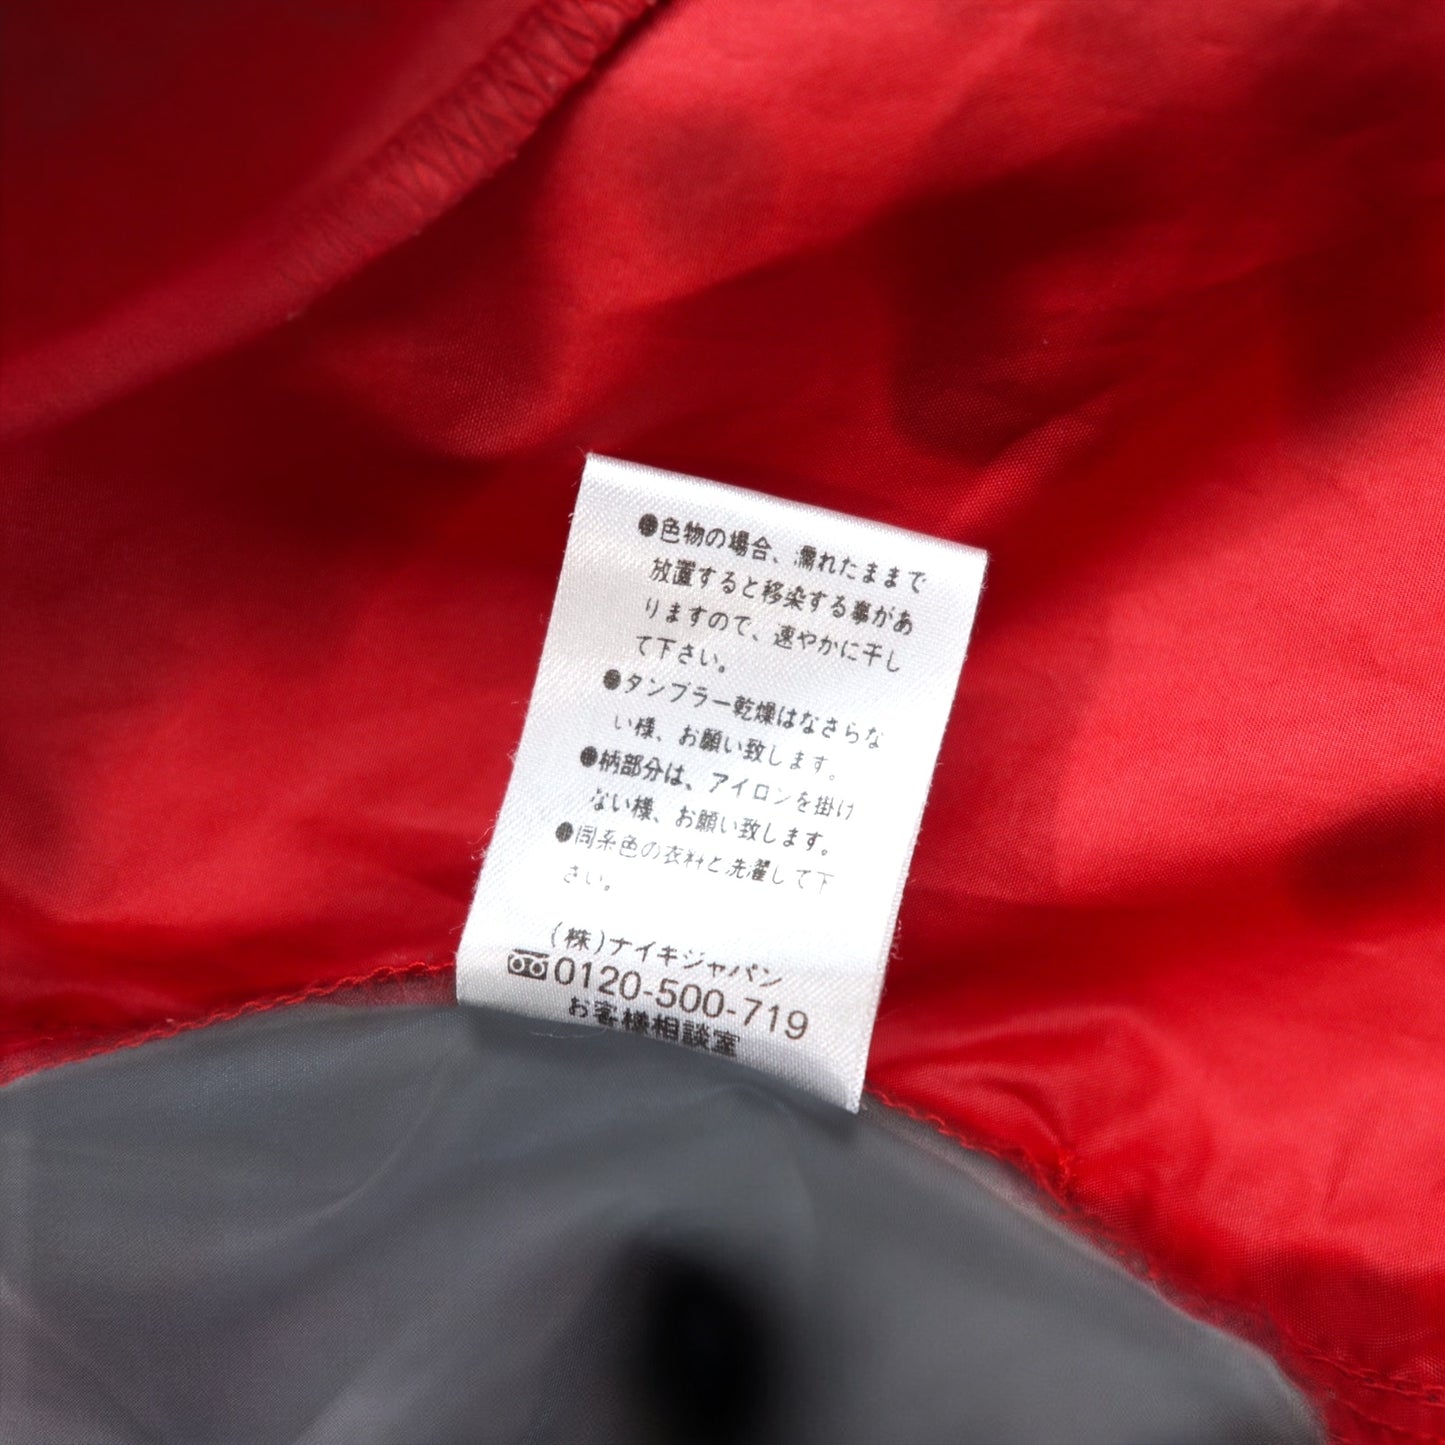 ●色物の場合、濡れたままで
放置すると移染する事があ
りますので、速やかに干し
て下さい。
●タンブラー乾燥はなさらな
い様、お願い致します。
●柄部分は、アイロンを掛け
ない様、お願い致します。
●同系色の衣料と洗濯して下
さい。
(株)ナイキジャパン
0120-500-719
お客様相談室